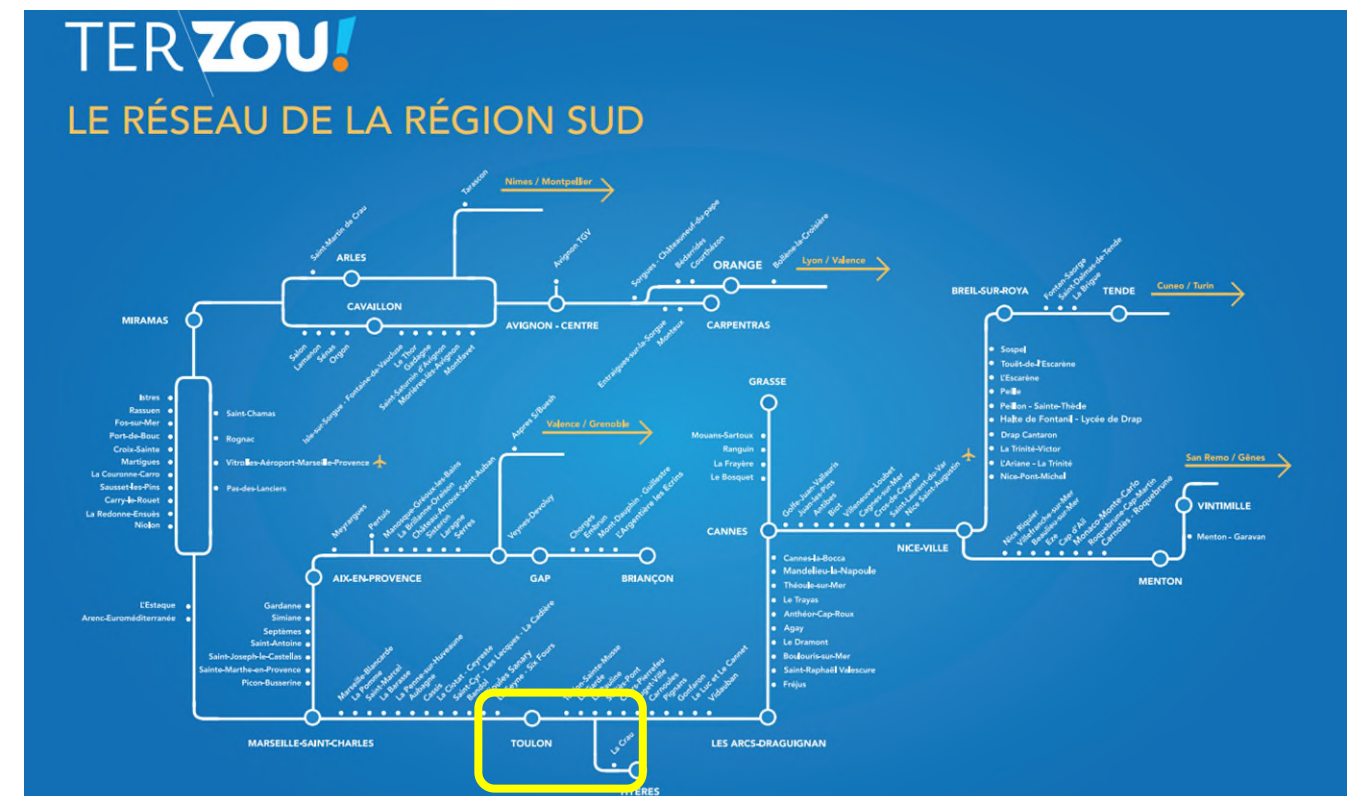 TER ZOU!
LE RÉSEAU DE LA RÉGION SUD
Tarascon
Nîmes / Montpellier
Saint-Martin de Crau
ARLES
CAVAILLON
MIRAMAS
Salon
Lamanon
Sénas
Orgon
Isle-sur-Sorgue - Fontaine-de-Vaucluse
Le Thor
Gadagne
Saint-Saturnin d'Avignon
Morières-lès-Avignon
Montfavet
Avignon TGV
AVIGNON - CENTRE
Sorgues - Châteauneuf-du-pape
Bédarrides
Courthézon
ORANGE
Bollène-la-Croisière
Lyon / Valence
Entraigues-sur-la-Sorgue
Monteux
CARPENTRAS
BREIL-SUR-ROYA
Fontan-Saorge
Saint-Dalmas-de-Tende
La Brigue
TENDE
Cuneo / Turin
Sospel
Touët-de-l'Escarène
L'Escarène
Peille
Peillon - Sainte-Thècle
Halte de Fontanil - Lycée de Drap
Drap Cantaron
La Trinité-Victor
L'Ariane - La Trinité
Nice-Pont-Michel
Istres
Rassuen
Fos-sur-Mer
Port-de-Bouc
Croix-Sainte
Martigues
La Couronne-Carro
Sausset-les-Pins
Carry-le-Rouet
La Redonne-Ensuès
Niolon
Saint-Chamas
Rognac
Vitrolles-Aéroport-Marseille-Provence
Pas-des-Lanciers
L'Estaque
Arenc-Euroméditerranée
Aspres S/Buëch
Valence / Grenoble
Meyrargues
Pertuis
Manosque-Gréoux-les-Bains
La Brillanne-Oraison
Château-Arnoux-Saint-Auban
Sisteron
Laragne
Serres
Veynes-Devoluy
Chorges
Embrun
Mont-Dauphin - Guillestre
L'Argentière les Ecrins
AIX-EN-PROVENCE
GAP
BRIANÇON
Gardanne
Simiane
Septèmes
Saint-Antoine
Saint-Joseph-le-Castellas
Sainte-Marthe-en-Provence
Picon-Busserine
GRASSE
Mouans-Sartoux
Ranguin
La Frayère
Le Bosquet
CANNES
Golfe-Juan-Vallauris
Juan-les-Pins
Antibes
Biot
Villeneuve-Loubet
Cagnes-sur-Mer
Cros-de-Cagnes
Saint-Laurent-du-Var
Nice Saint-Augustin
NICE-VILLE
Nice Riquier
Villefranche-sur-Mer
Beaulieu-sur-Mer
Eze
Cap d'Ail
Monaco-Monte-Carlo
Roquebrune-Cap-Martin
Carnolès - Roquebrune
MENTON
Menton - Garavan
VINTIMILLE
San Remo / Gênes
Cannes-la-Bocca
Mandelieu-la-Napoule
Théoule-sur-Mer
Le Trayas
Anthéor-Cap-Roux
Agay
Le Dramont
Boulouris-sur-Mer
Saint-Raphaël Valescure
Fréjus
MARSEILLE-SAINT-CHARLES
Marseille-Blancarde
La Pomme
Saint-Marcel
La Barasse
La Penne-sur-Huveaune
Aubagne
Cassis
La Ciotat - Ceyreste
Saint-Cyr - Les Lecques - La Cadière
Bandol
Sanary
Six Fours
TOULON
Sainte-Musse
Pont
Pierrefeu
Ville
Carnoules
Pignans
Gonfaron
Le Luc et Le Cannet
Vidauban
LES ARCS-DRAGUIGNAN
La Crau
HYÈRES